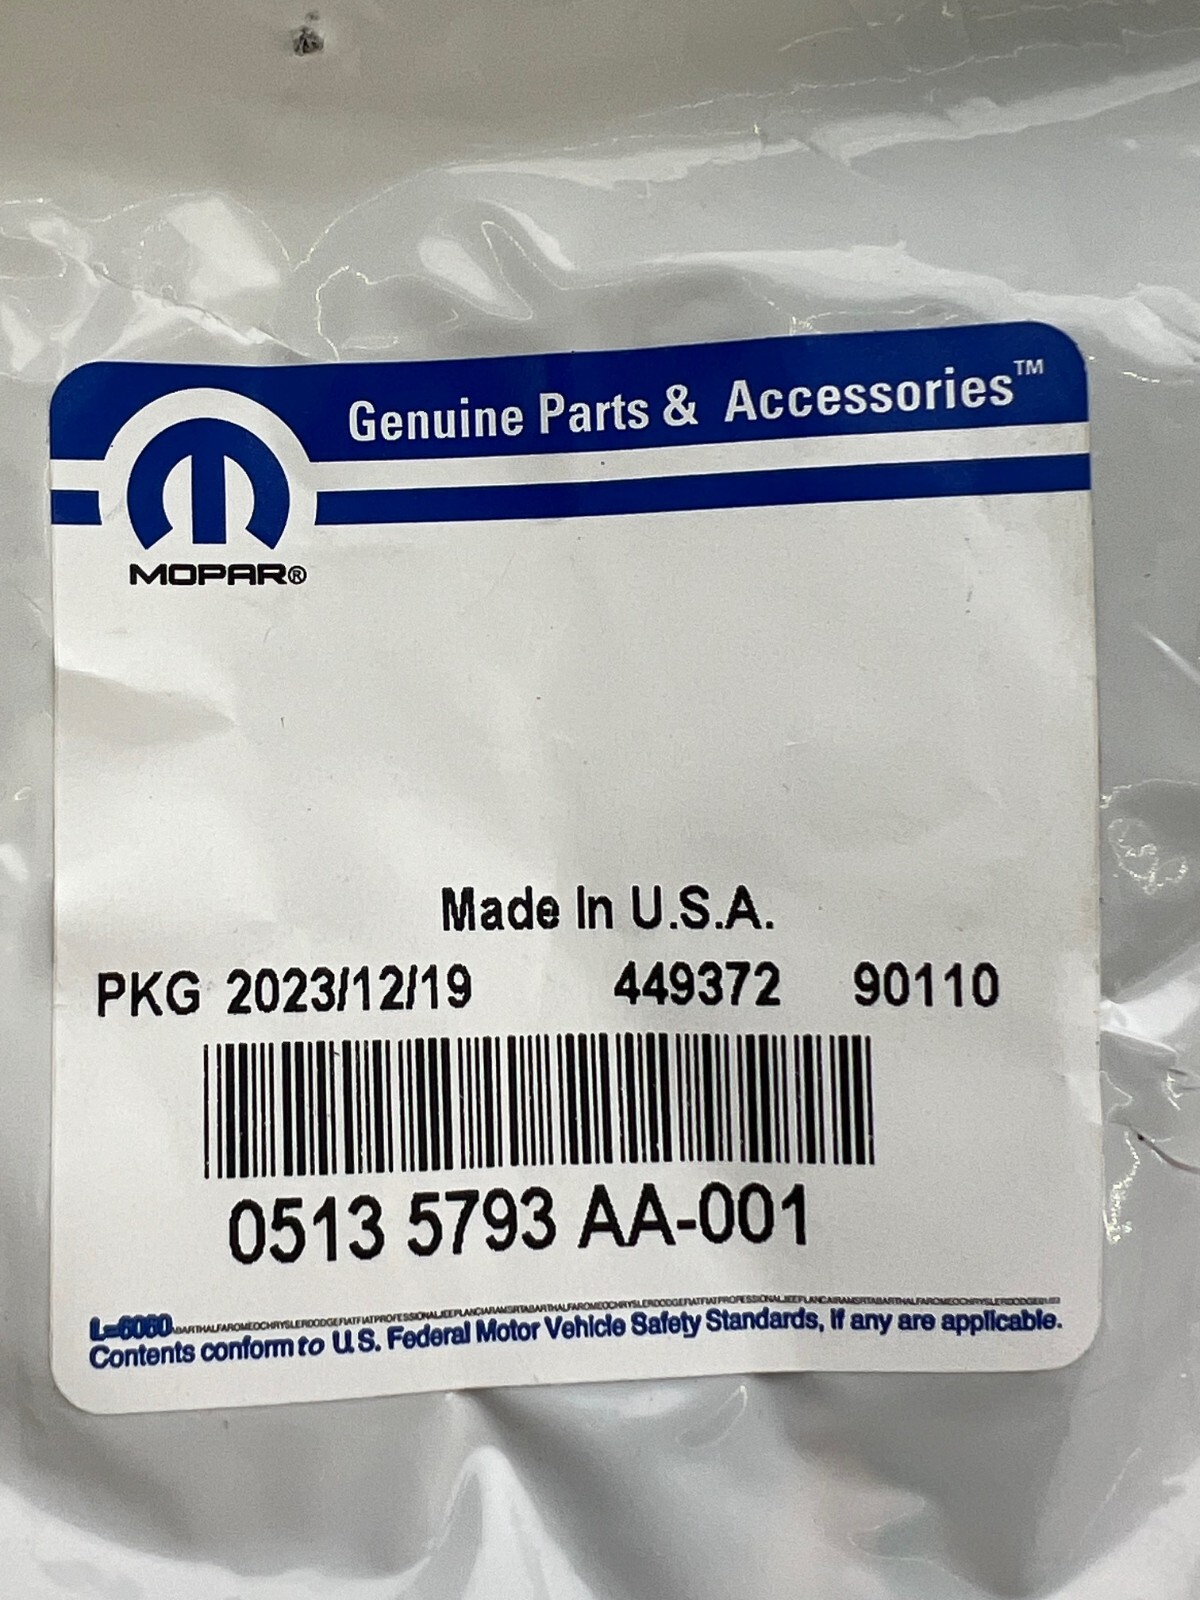 Genuine Parts & Accessories™
MOPAR®
Made In U.S.A.
PKG 2023/12/19 449372 90110
0513 5793 AA-001
L=6060
Contents conform to U.S. Federal Motor Vehicle Safety Standards, if any are applicable.